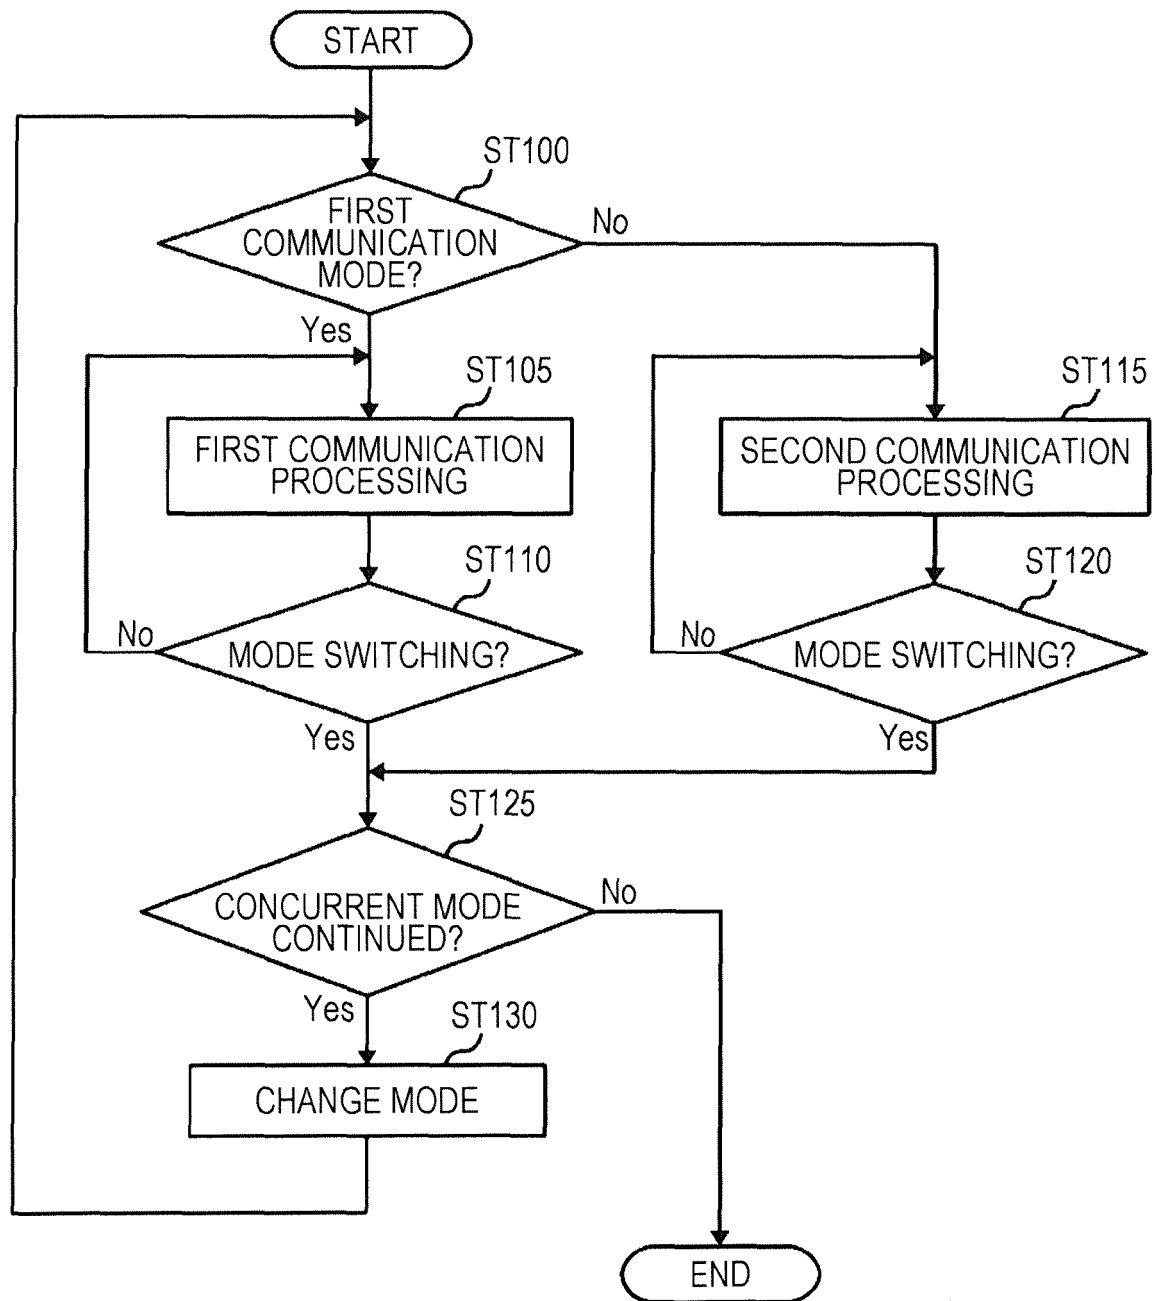 START
ST100
FIRST
COMMUNICATION
MODE?
No
Yes
ST105
FIRST COMMUNICATION
PROCESSING
ST115
SECOND COMMUNICATION
PROCESSING
ST110
MODE SWITCHING?
No
Yes
ST120
MODE SWITCHING?
No
Yes
ST125
CONCURRENT MODE
CONTINUED?
No
Yes
ST130
CHANGE MODE
END